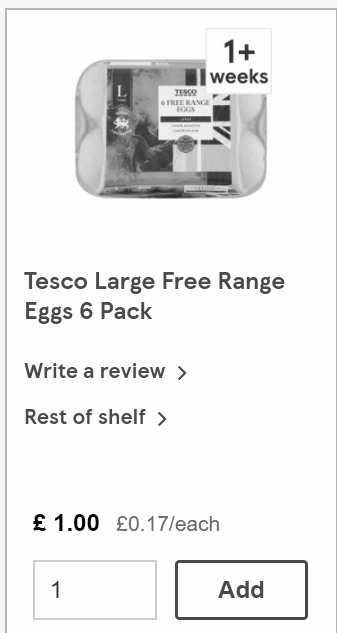 1+
weeks
L
TESCO
6 FREE RANGE
EGGS
Tesco Large Free Range
Eggs 6 Pack
Write a review >
Rest of shelf >
£ 1.00 £0.17/each
1 Add